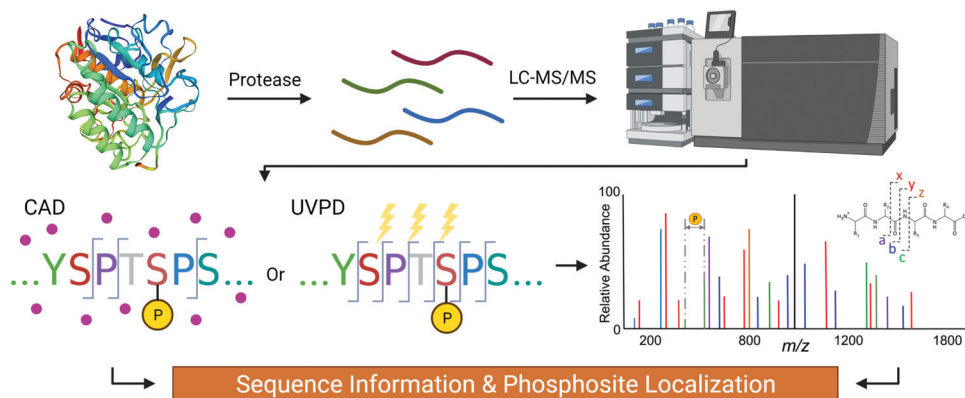 Protease
LC-MS/MS
CAD
...YSPTSPS...
P
Or
UVPD
...YSPTSPS...
P
Relative Abundance
100
0
P
200
800
m/z
1200
1800
x
y
z
a
b
c
Sequence Information & Phosphosite Localization